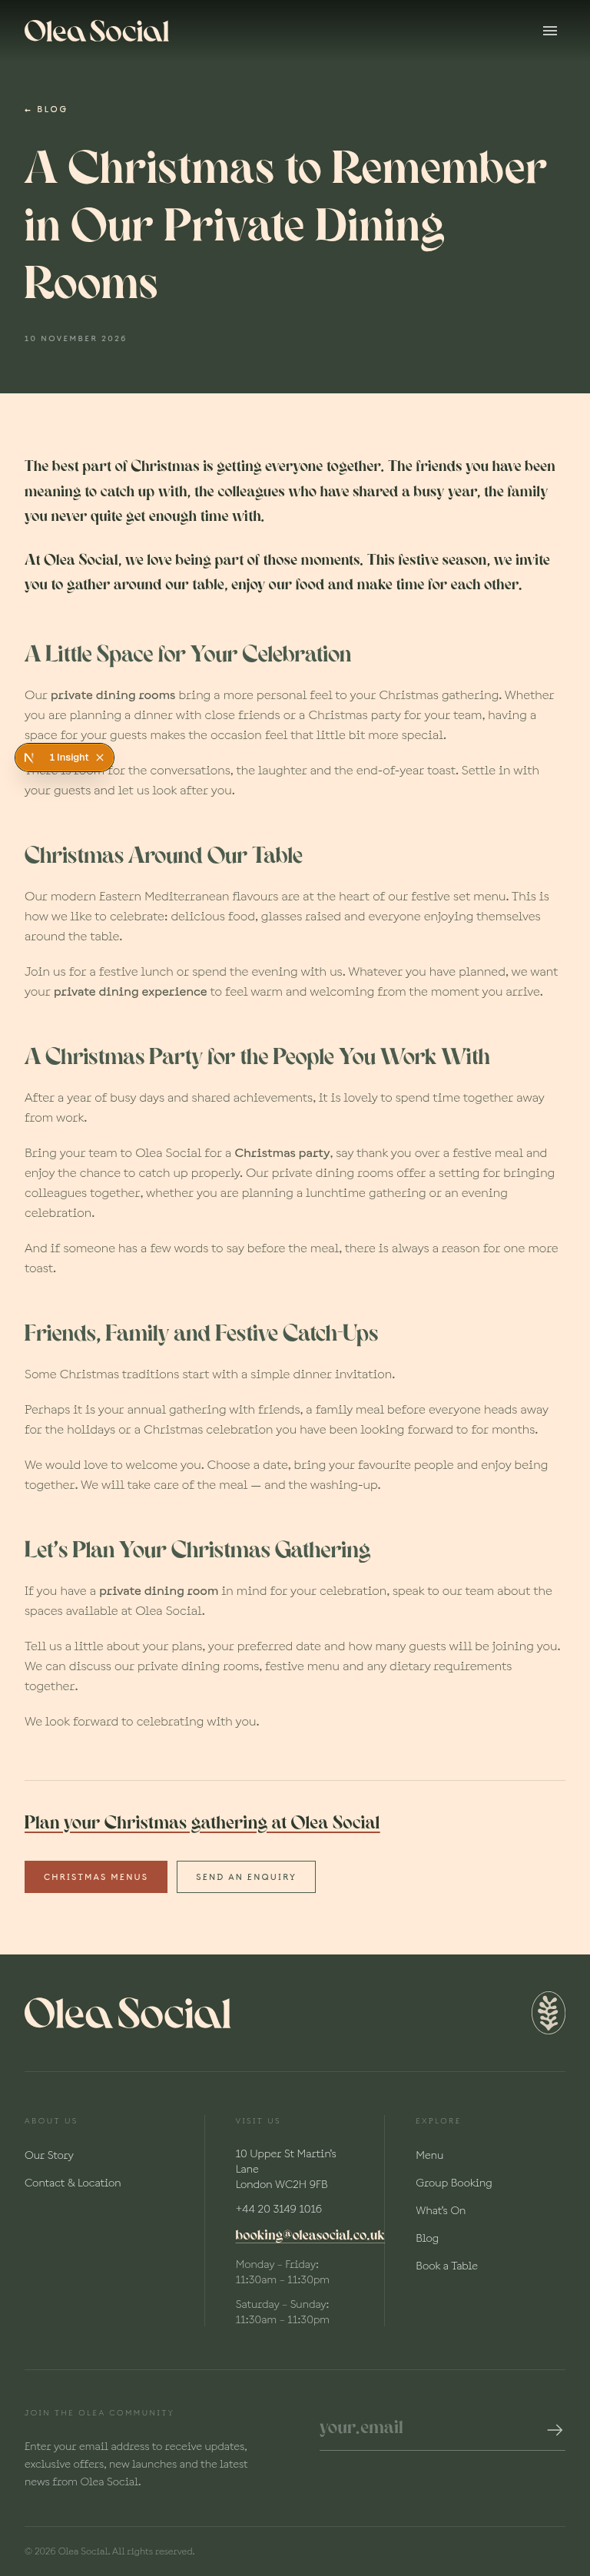 Olea Social
← BLOG
A Christmas to Remember
in Our Private Dining
Rooms
10 NOVEMBER 2026
The best part of Christmas is getting everyone together. The friends you have been
meaning to catch up with, the colleagues who have shared a busy year, the family
you never quite get enough time with.
At Olea Social, we love being part of those moments. This festive season, we invite
you to gather around our table, enjoy our food and make time for each other.
A Little Space for Your Celebration
Our private dining rooms bring a more personal feel to your Christmas gathering. Whether
you are planning a dinner with close friends or a Christmas party for your team, having a
space for your guests makes the occasion feel that little bit more special.
1 Insight
There is room for the conversations, the laughter and the end-of-year toast. Settle in with
your guests and let us look after you.
Christmas Around Our Table
Our modern Eastern Mediterranean flavours are at the heart of our festive set menu. This is
how we like to celebrate: delicious food, glasses raised and everyone enjoying themselves
around the table.
Join us for a festive lunch or spend the evening with us. Whatever you have planned, we want
your private dining experience to feel warm and welcoming from the moment you arrive.
A Christmas Party for the People You Work With
After a year of busy days and shared achievements, it is lovely to spend time together away
from work.
Bring your team to Olea Social for a Christmas party, say thank you over a festive meal and
enjoy the chance to catch up properly. Our private dining rooms offer a setting for bringing
colleagues together, whether you are planning a lunchtime gathering or an evening
celebration.
And if someone has a few words to say before the meal, there is always a reason for one more
toast.
Friends, Family and Festive Catch-Ups
Some Christmas traditions start with a simple dinner invitation.
Perhaps it is your annual gathering with friends, a family meal before everyone heads away
for the holidays or a Christmas celebration you have been looking forward to for months.
We would love to welcome you. Choose a date, bring your favourite people and enjoy being
together. We will take care of the meal — and the washing-up.
Let's Plan Your Christmas Gathering
If you have a private dining room in mind for your celebration, speak to our team about the
spaces available at Olea Social.
Tell us a little about your plans, your preferred date and how many guests will be joining you.
We can discuss our private dining rooms, festive menu and any dietary requirements
together.
We look forward to celebrating with you.
Plan your Christmas gathering at Olea Social
CHRISTMAS MENUS
SEND AN ENQUIRY
Olea Social
ABOUT US
Our Story
Contact & Location
VISIT US
10 Upper St Martin's
Lane
London WC2H 9FB
+44 20 3149 1016
booking@oleasocial.co.uk
Monday – Friday:
11:30am – 11:30pm
Saturday – Sunday:
11:30am – 11:30pm
EXPLORE
Menu
Group Booking
What's On
Blog
Book a Table
JOIN THE OLEA COMMUNITY
Enter your email address to receive updates,
exclusive offers, new launches and the latest
news from Olea Social.
your.email
© 2026 Olea Social. All rights reserved.